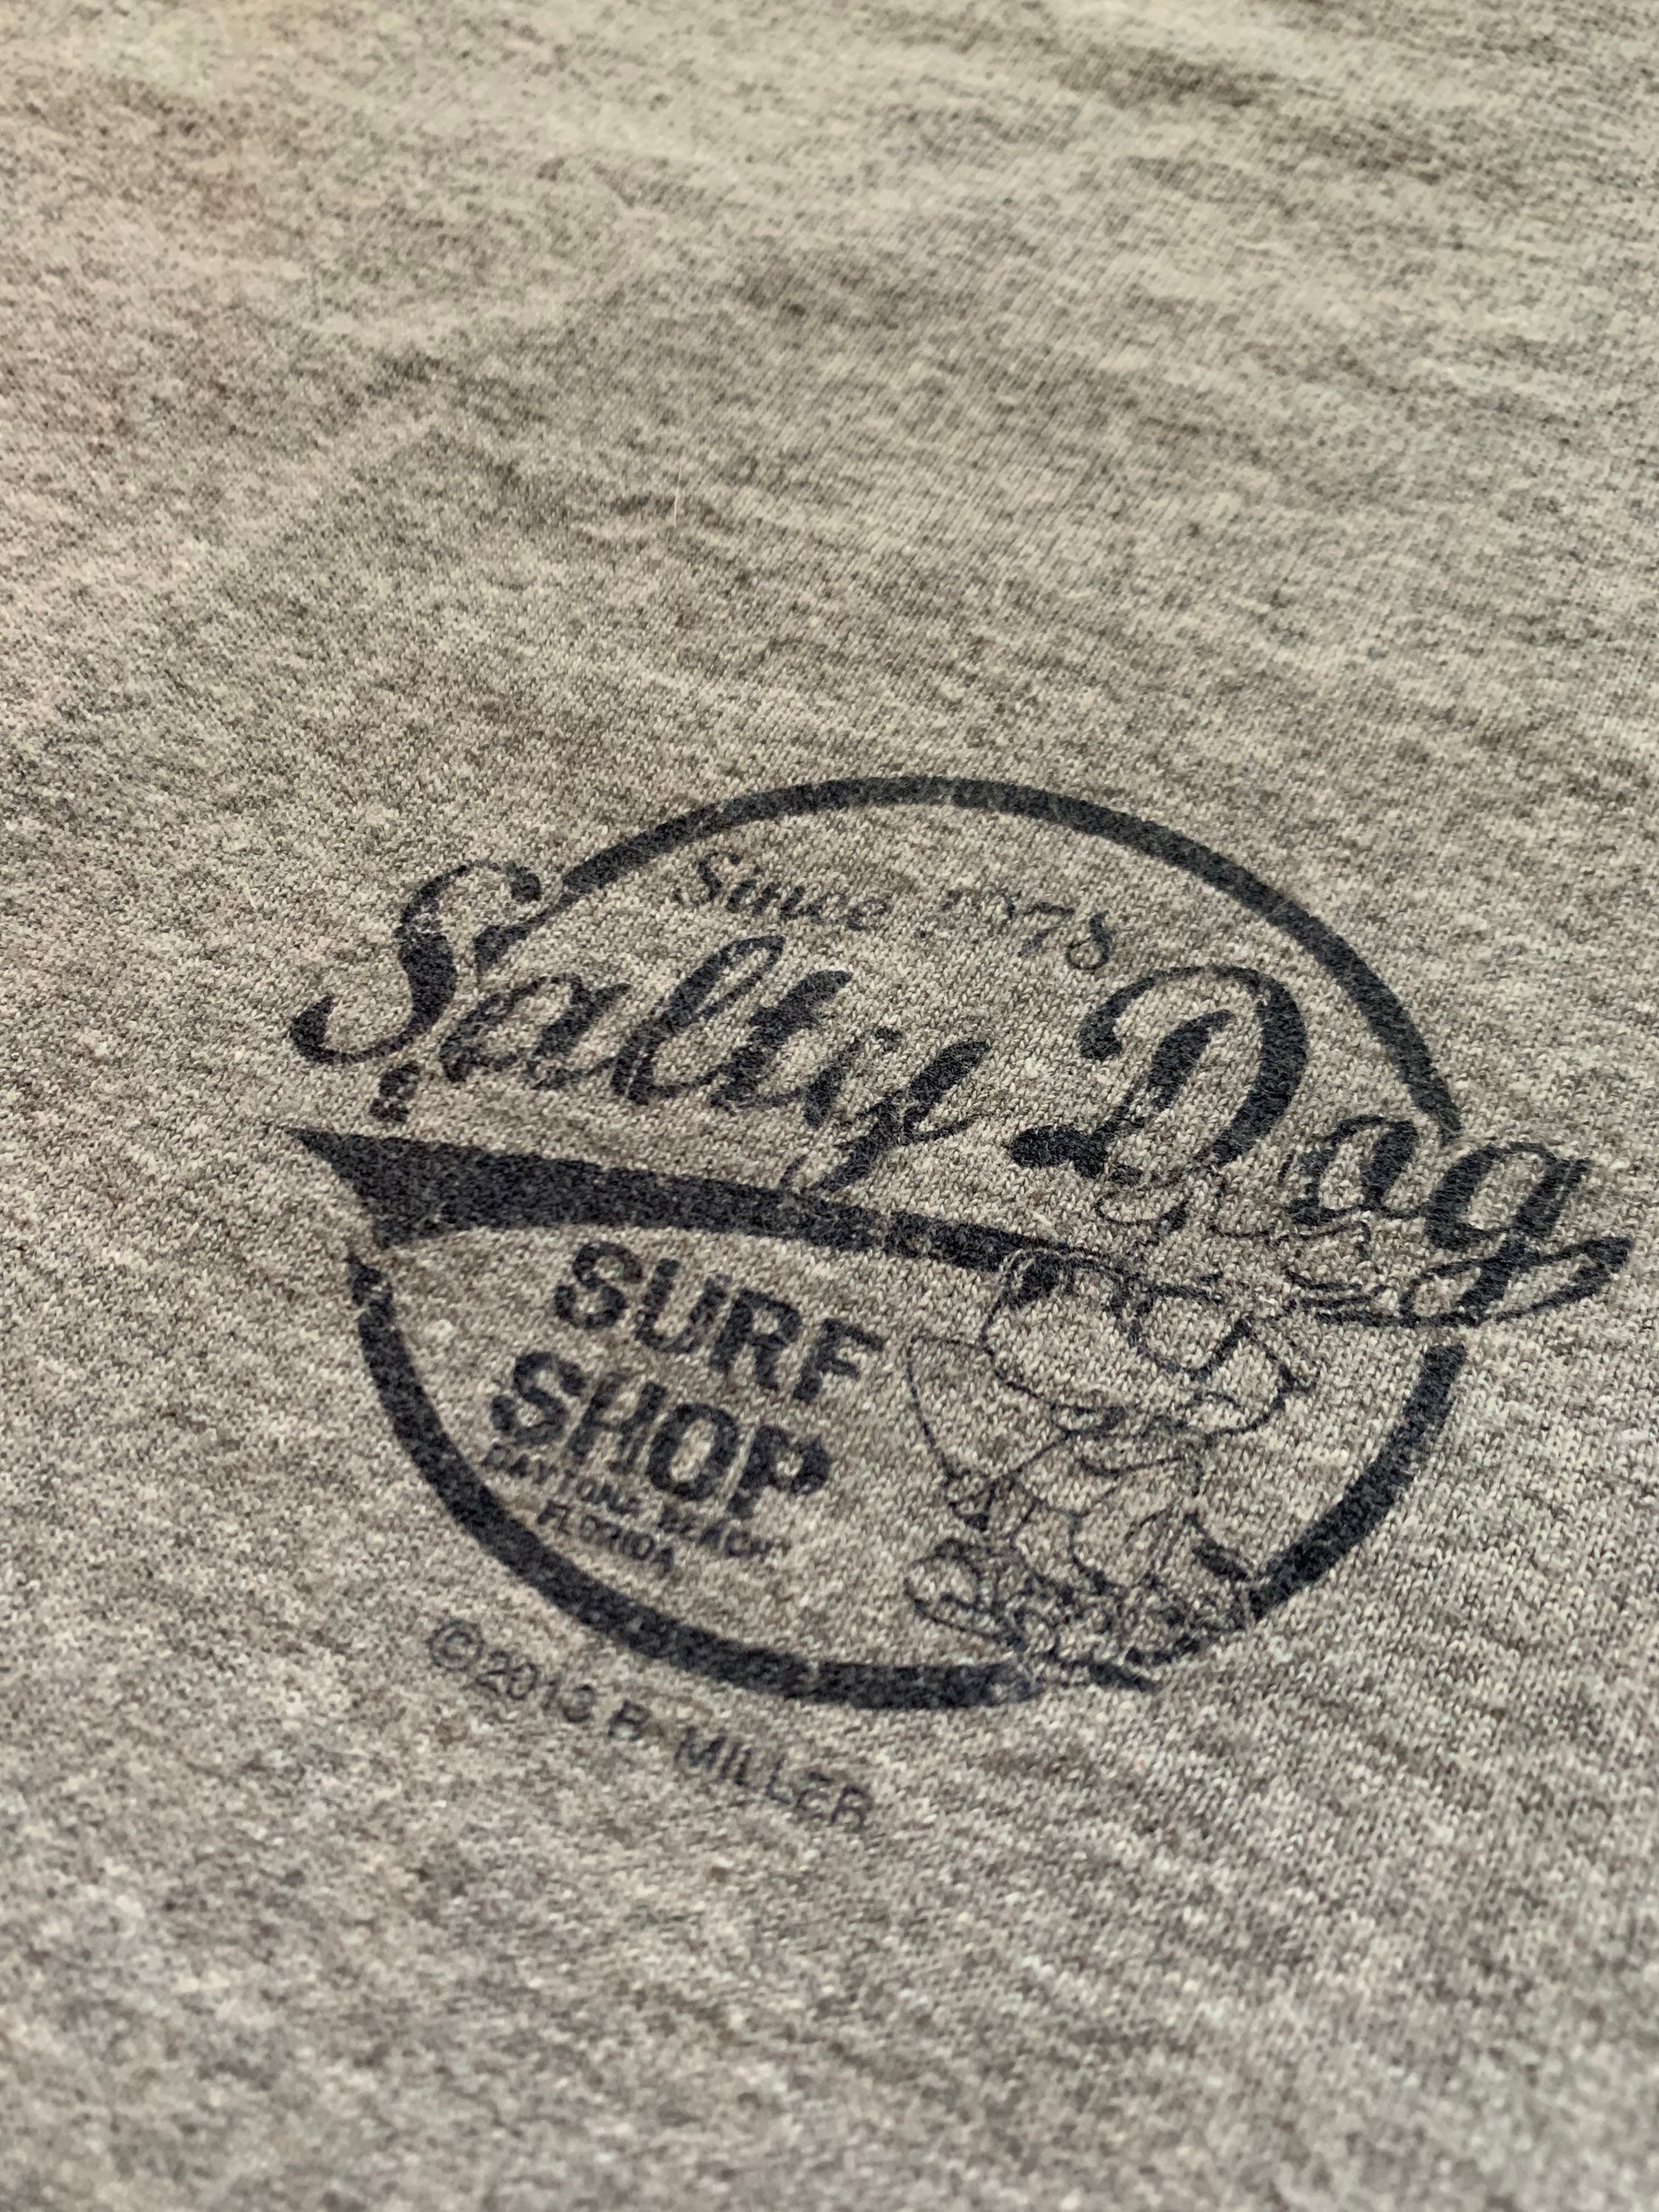 Since 1978
Salty Dog
SURF
SHOP
DAYTONA BEACH
FLORIDA
©2013 B. MILLER